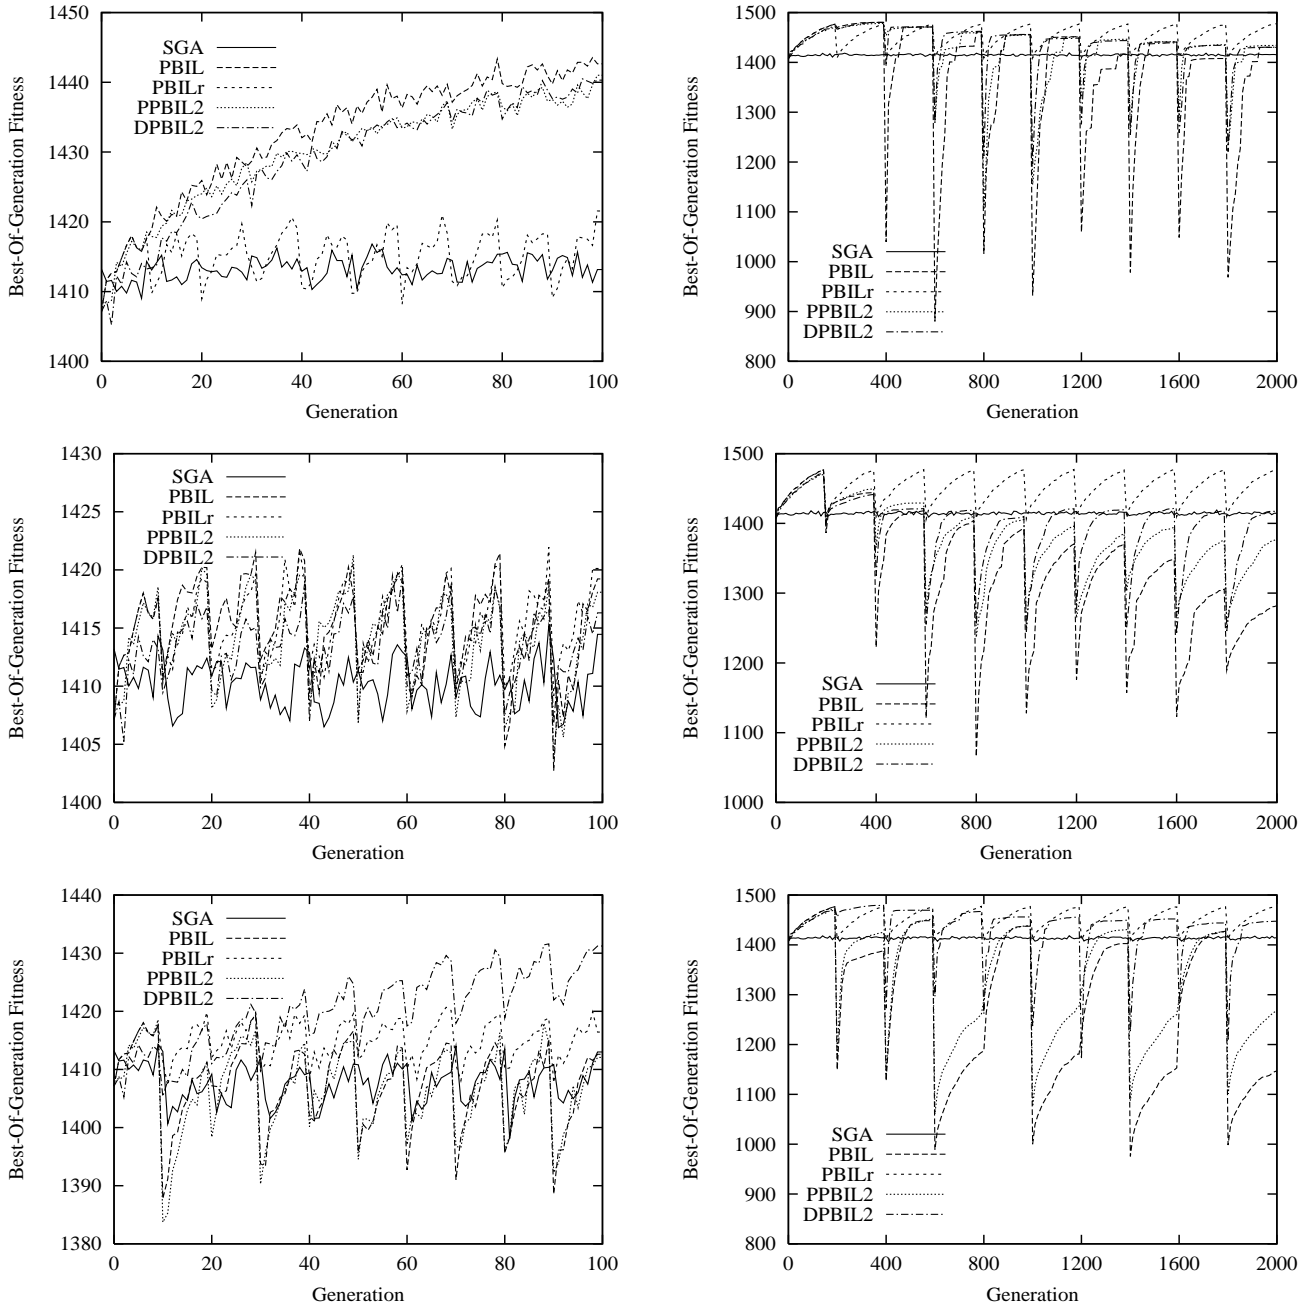 1450
1440
1430
1420
1410
1400
Best-Of-Generation Fitness
SGA
PBIL
PBILr
PPBIL2
DPBIL2
0
20
40
60
80
100
Generation
1500
1400
1300
1200
1100
1000
900
800
Best-Of-Generation Fitness
SGA
PBIL
PBILr
PPBIL2
DPBIL2
0
400
800
1200
1600
2000
Generation
1430
1425
1420
1415
1410
1405
1400
Best-Of-Generation Fitness
SGA
PBIL
PBILr
PPBIL2
DPBIL2
0
20
40
60
80
100
Generation
1500
1400
1300
1200
1100
1000
Best-Of-Generation Fitness
SGA
PBIL
PBILr
PPBIL2
DPBIL2
0
400
800
1200
1600
2000
Generation
1440
1430
1420
1410
1400
1390
1380
Best-Of-Generation Fitness
SGA
PBIL
PBILr
PPBIL2
DPBIL2
0
20
40
60
80
100
Generation
1500
1400
1300
1200
1100
1000
900
800
Best-Of-Generation Fitness
SGA
PBIL
PBILr
PPBIL2
DPBIL2
0
400
800
1200
1600
2000
Generation